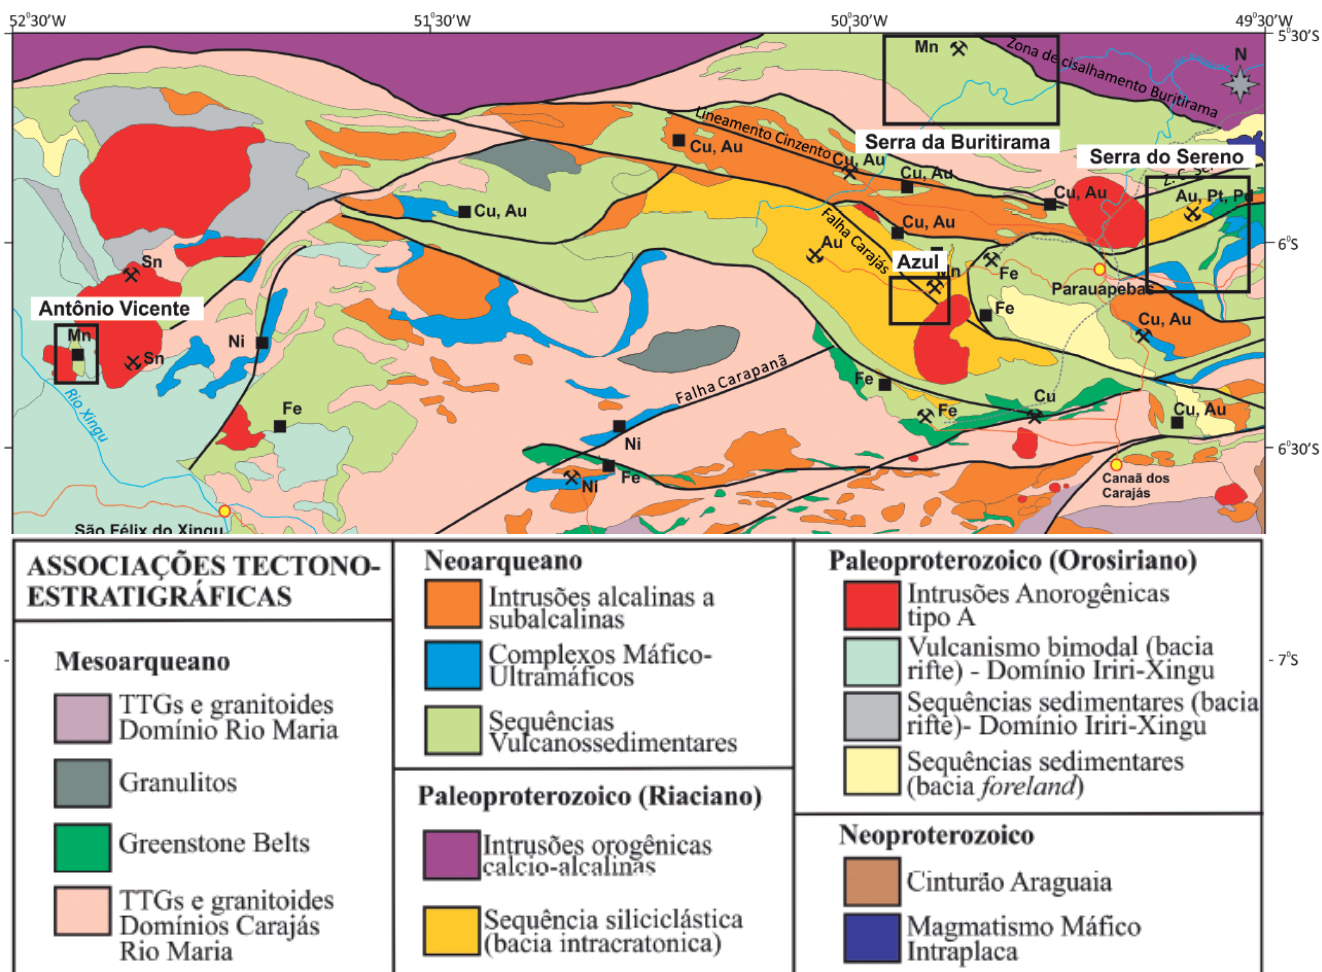 52°30'W
51°30'W
50°30'W
49°30'W
5°30'S
Mn
Zona de cisalhamento Buritirama
N
Serra da Buritirama
Lineamento Cinzento
Cu, Au
Cu, Au
Cu, Au
Serra do Sereno
Cu, Au
Au, Pt, Pd
Cu, Au
Cu, Au
Falha Carajás
Au
6°S
Sn
Azul
Mn
Fe
Parauapebas
Antônio Vicente
Mn
Sn
Ni
Fe
Cu, Au
Rio Xingu
Falha Carapanã
Fe
Fe
Fe
Cu
Cu, Au
Ni
6°30'S
Ni
Fe
Canaã dos
Carajás
São Félix do Xingu
7°S
ASSOCIAÇÕES TECTONO-
ESTRATIGRÁFICAS
Mesoarqueano
TTGs e granitoides
Domínio Rio Maria
Granulitos
Greenstone Belts
TTGs e granitoides
Domínios Carajás
Rio Maria
Neoarqueano
Intrusões alcalinas a
subalcalinas
Complexos Máfico-
Ultramáficos
Sequências
Vulcanossedimentares
Paleoproterozoico (Riaciano)
Intrusões orogênicas
calcio-alcalinas
Sequência siliciclástica
(bacia intracratonica)
Paleoproterozoico (Orosiriano)
Intrusões Anorogênicas
tipo A
Vulcanismo bimodal (bacia
rifte) - Domínio Iriri-Xingu
Sequências sedimentares (bacia
rifte)- Domínio Iriri-Xingu
Sequências sedimentares
(bacia foreland)
Neoproterozoico
Cinturão Araguaia
Magmatismo Máfico
Intraplaca